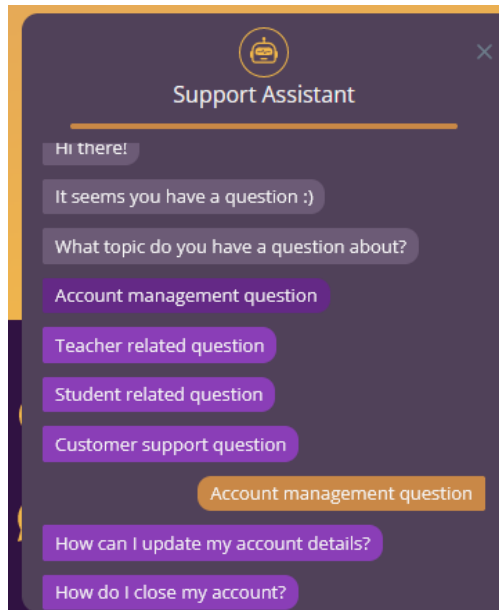 Support Assistant
Hi there!
It seems you have a question :)
What topic do you have a question about?
Account management question
Teacher related question
Student related question
Customer support question
Account management question
How can I update my account details?
How do I close my account?